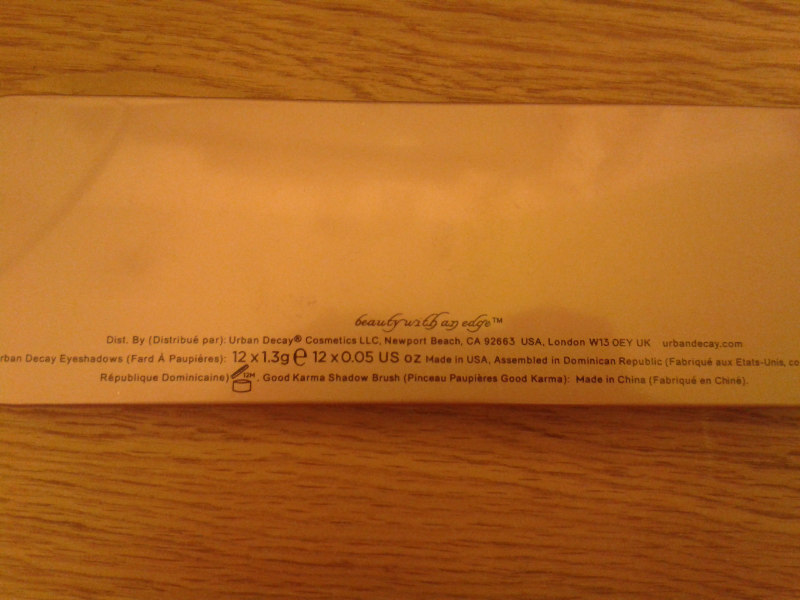 beauty with an edge™
Dist. By (Distribué par): Urban Decay® Cosmetics LLC, Newport Beach, CA 92663 USA, London W13 OEY UK urbandecay.com
rban Decay Eyeshadows (Fard À Paupières): 12 x 1.3g ℮ 12 x 0.05 US oz Made in USA, Assembled in Dominican Republic (Fabriqué aux Etats-Unis, co
République Dominicaine) 12M . Good Karma Shadow Brush (Pinceau Paupières Good Karma): Made in China (Fabriqué en Chine).